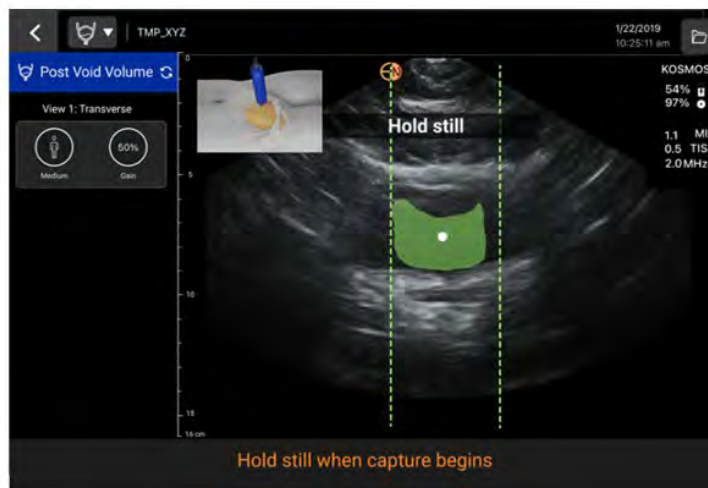 TMP_XYZ
1/22/2019
10:25:11 am
Post Void Volume
KOSMOS
54%
97%
View 1: Transverse
Hold still
1.1 MI
0.5 TIS
2.0 MHz
50%
Medium
Gain
0
5
10
15
16 cm
N
Hold still when capture begins